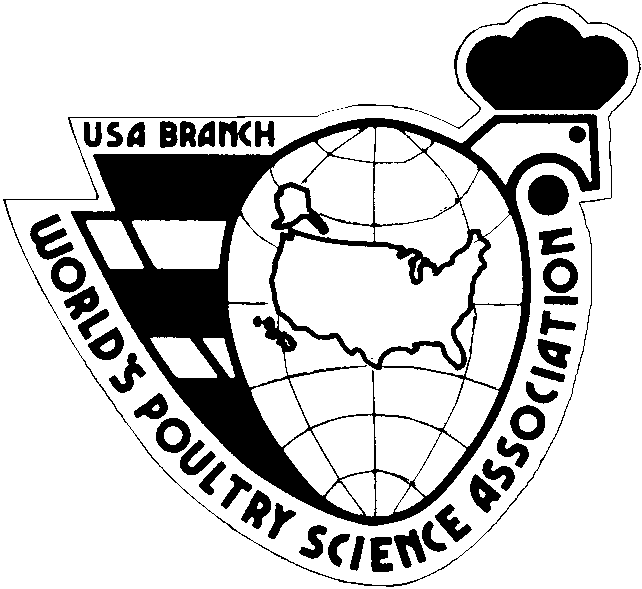 USA BRANCH
WORLD'S POULTRY SCIENCE ASSOCIATION